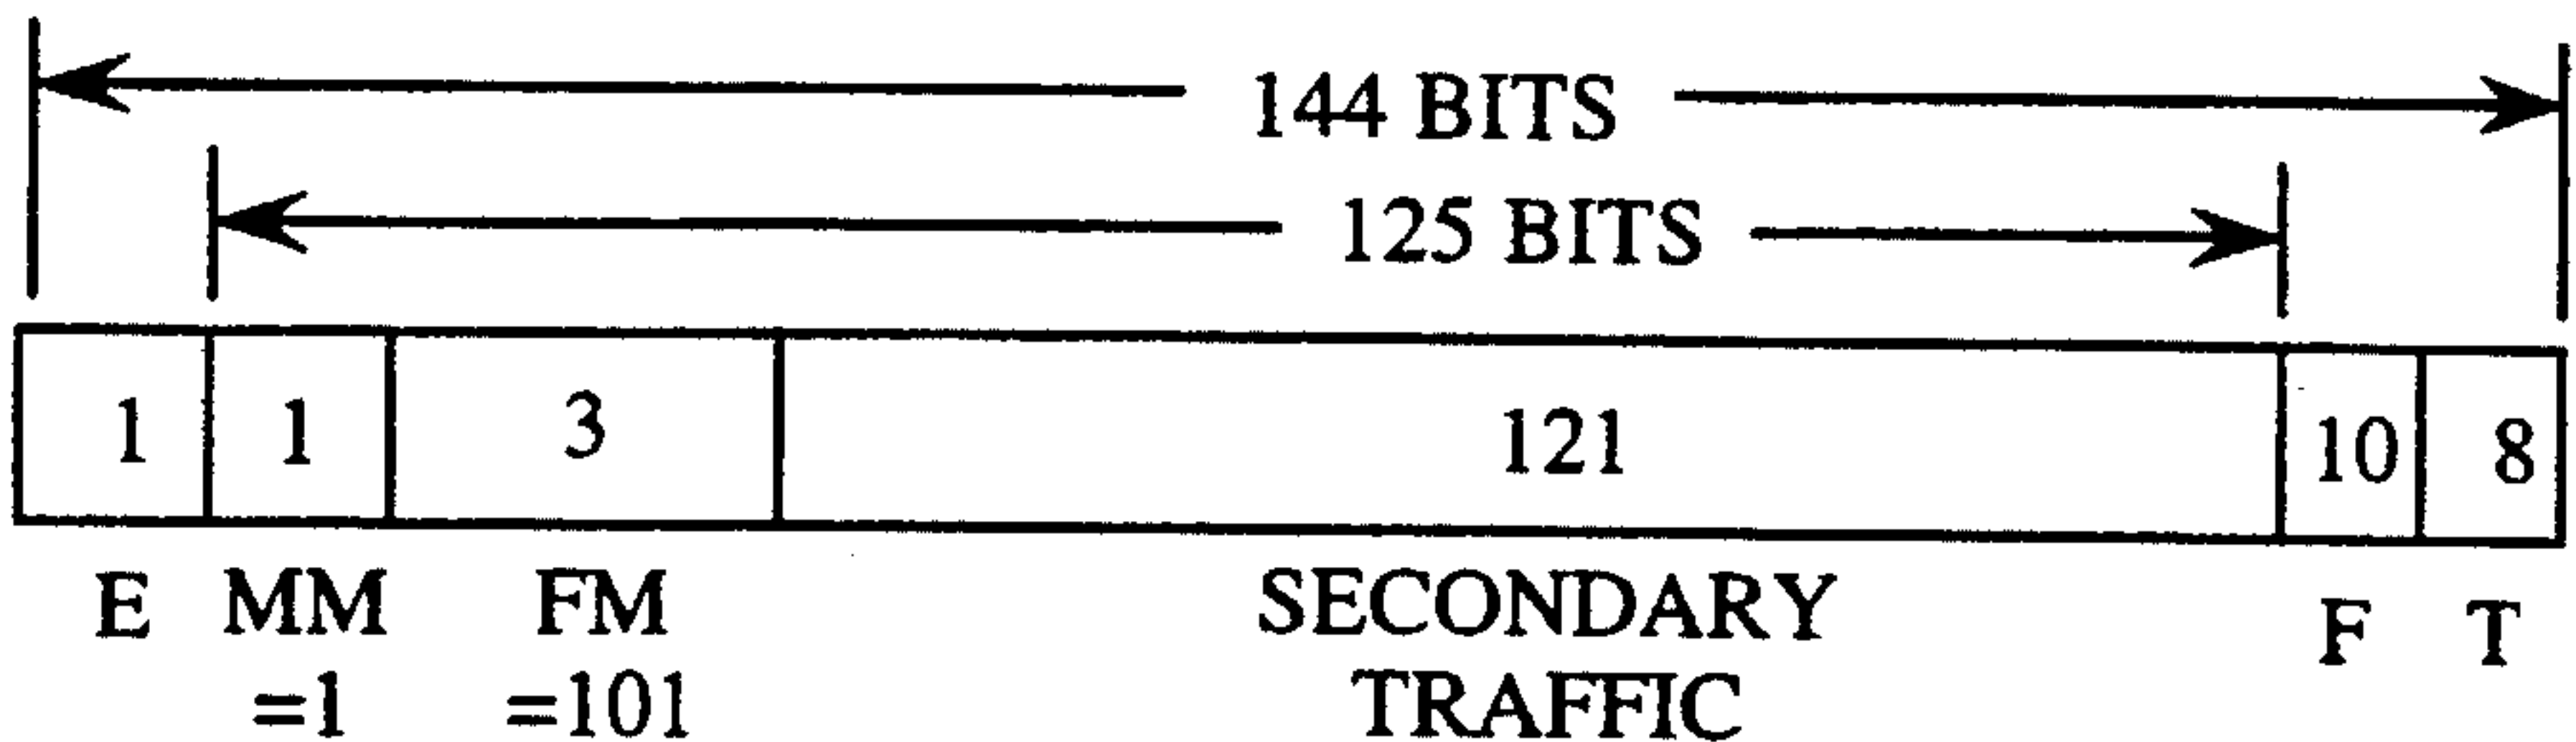 144 BITS
125 BITS
1 1 3 121 10 8
E MM FM SECONDARY F T
=1 =101 TRAFFIC